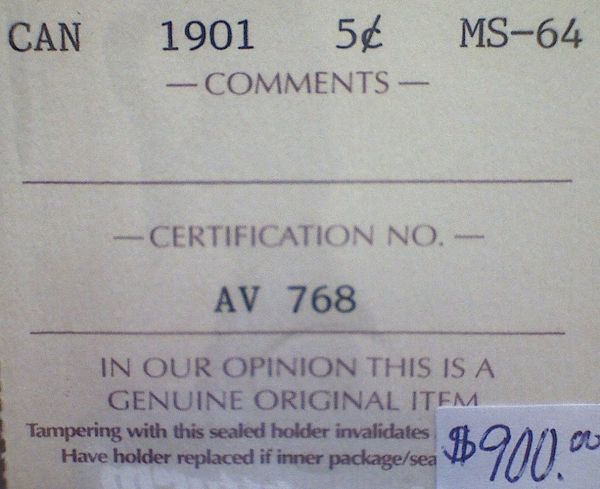 CAN 1901 5¢ MS-64
— COMMENTS —
— CERTIFICATION NO. —
AV 768
IN OUR OPINION THIS IS A
GENUINE ORIGINAL ITEM
Tampering with this sealed holder invalidates
Have holder replaced if inner package/sea
$900.00